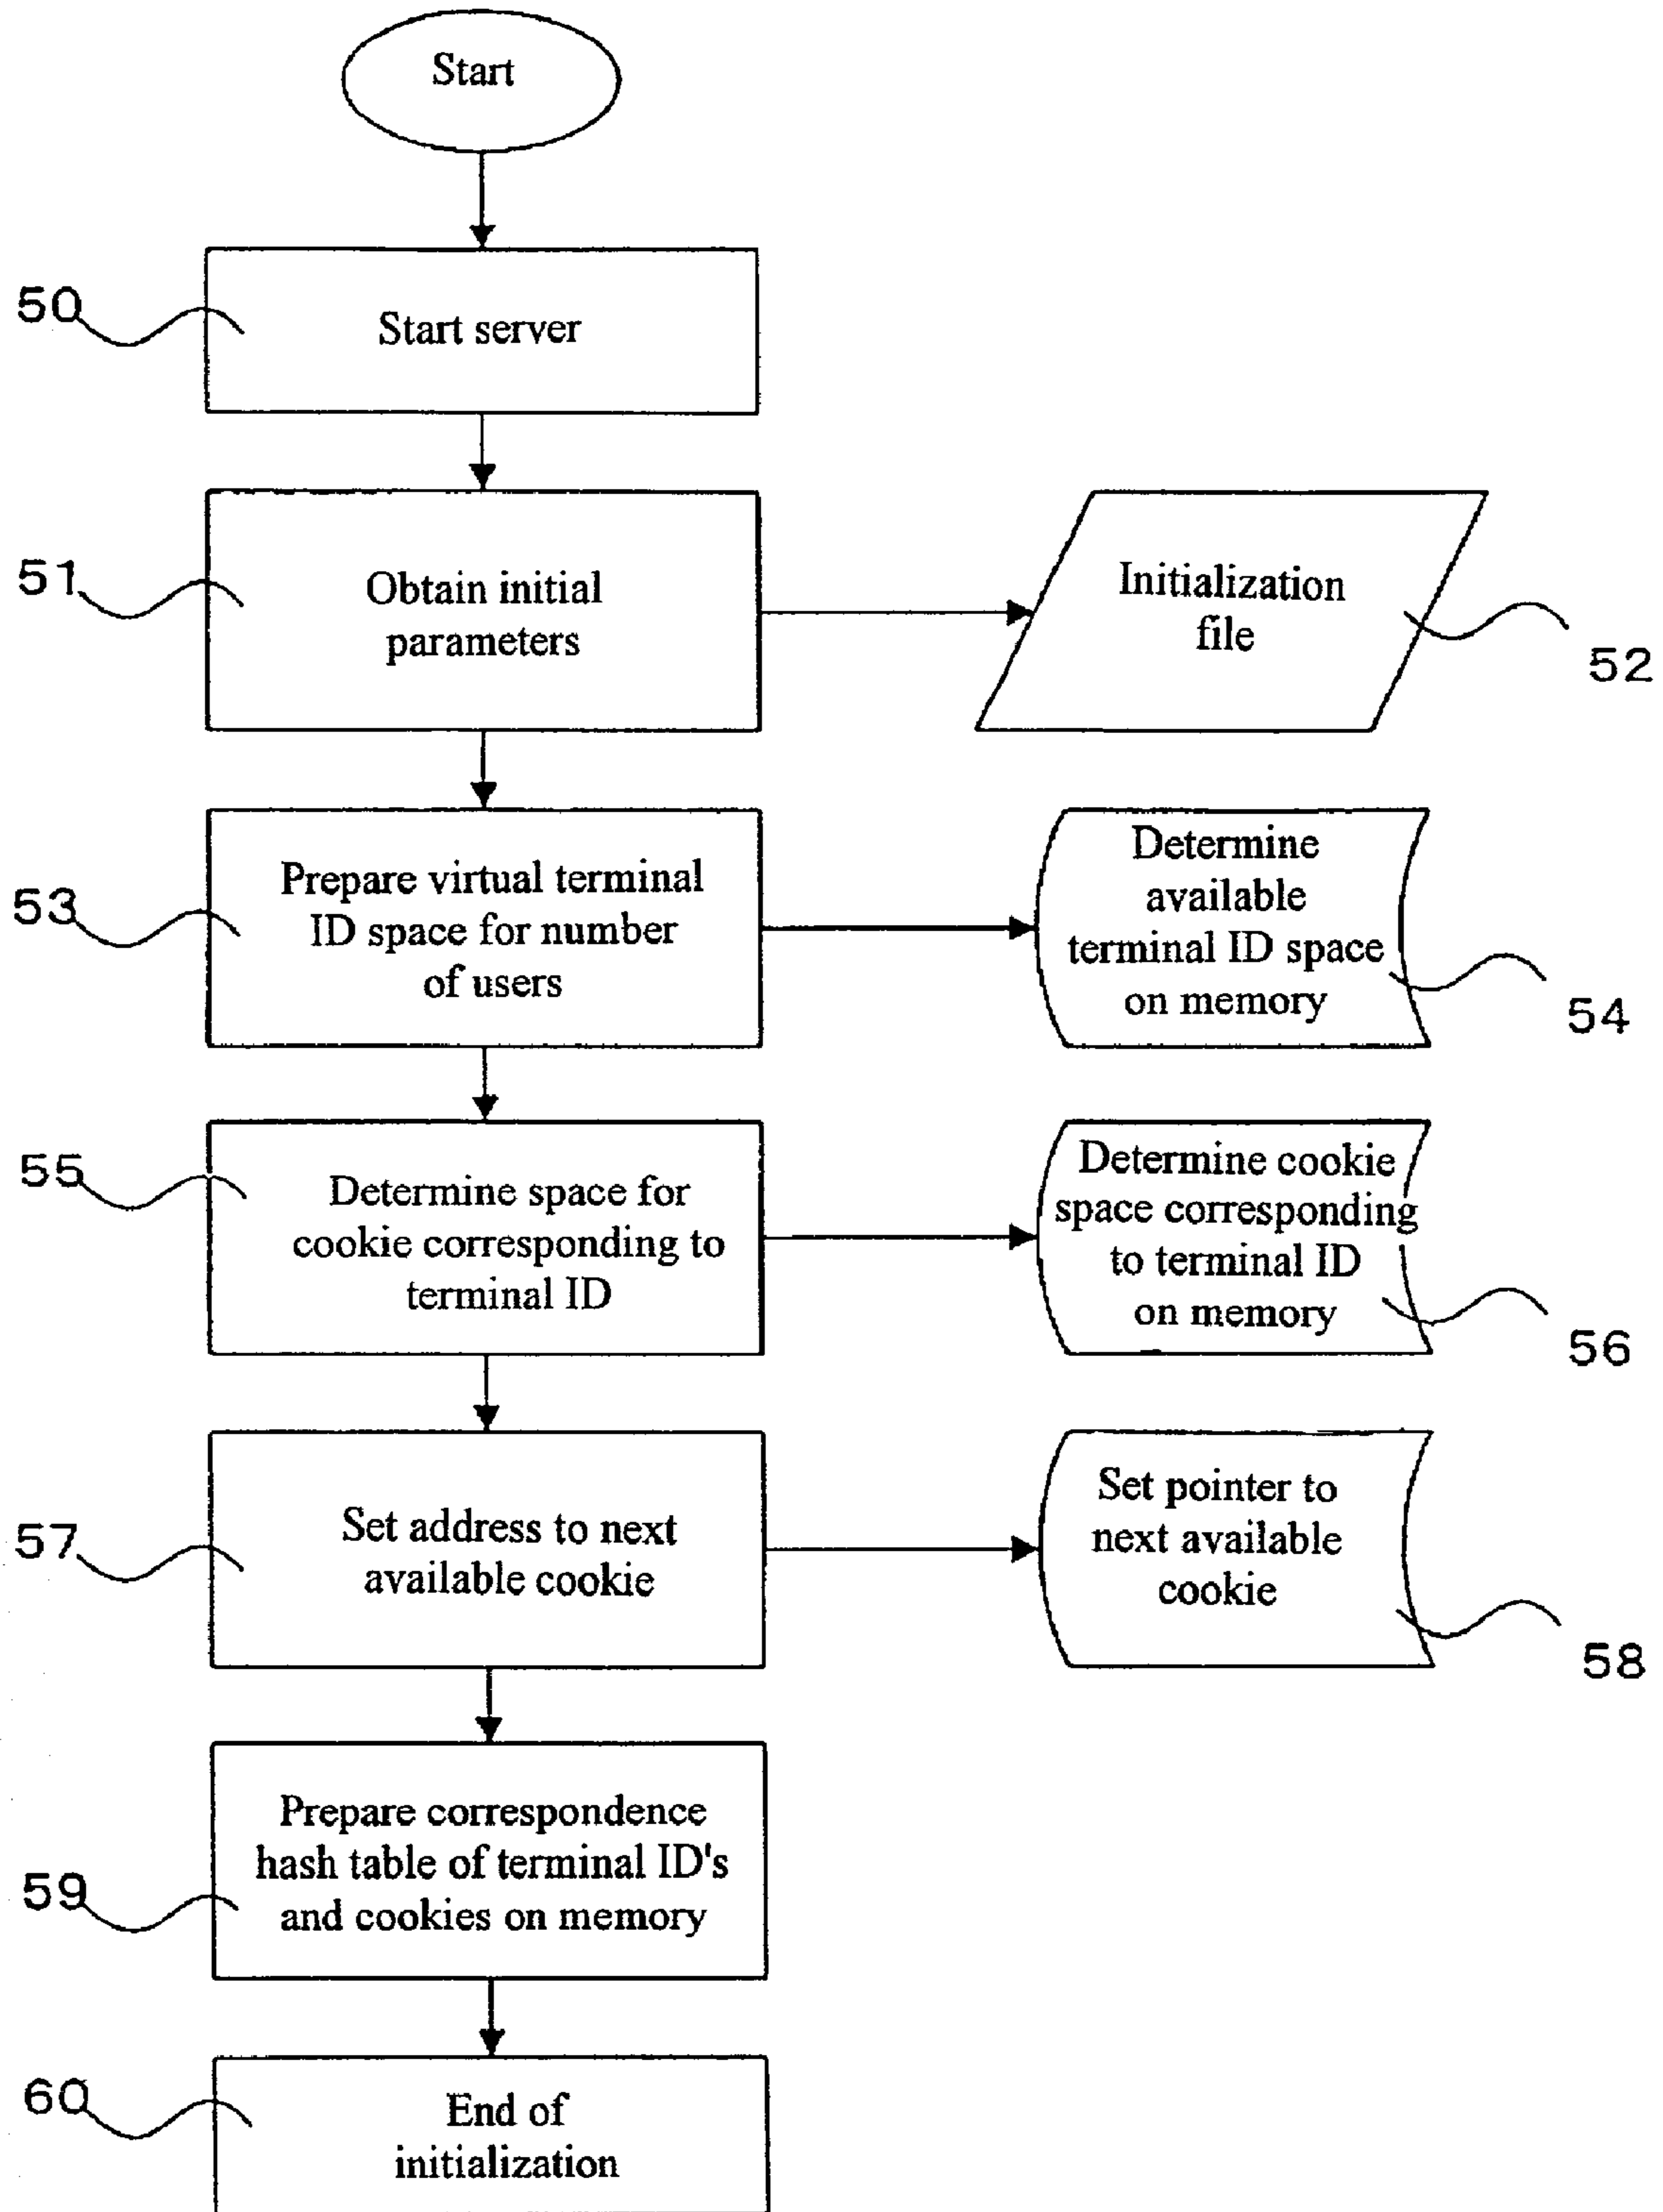 Start
50
Start server
51
Obtain initial
parameters
Initialization
file
52
53
Prepare virtual terminal
ID space for number
of users
Determine
available
terminal ID space
on memory
54
55
Determine space for
cookie corresponding to
terminal ID
Determine cookie
space corresponding
to terminal ID
on memory
56
57
Set address to next
available cookie
Set pointer to
next available
cookie
58
59
Prepare correspondence
hash table of terminal ID's
and cookies on memory
60
End of
initialization